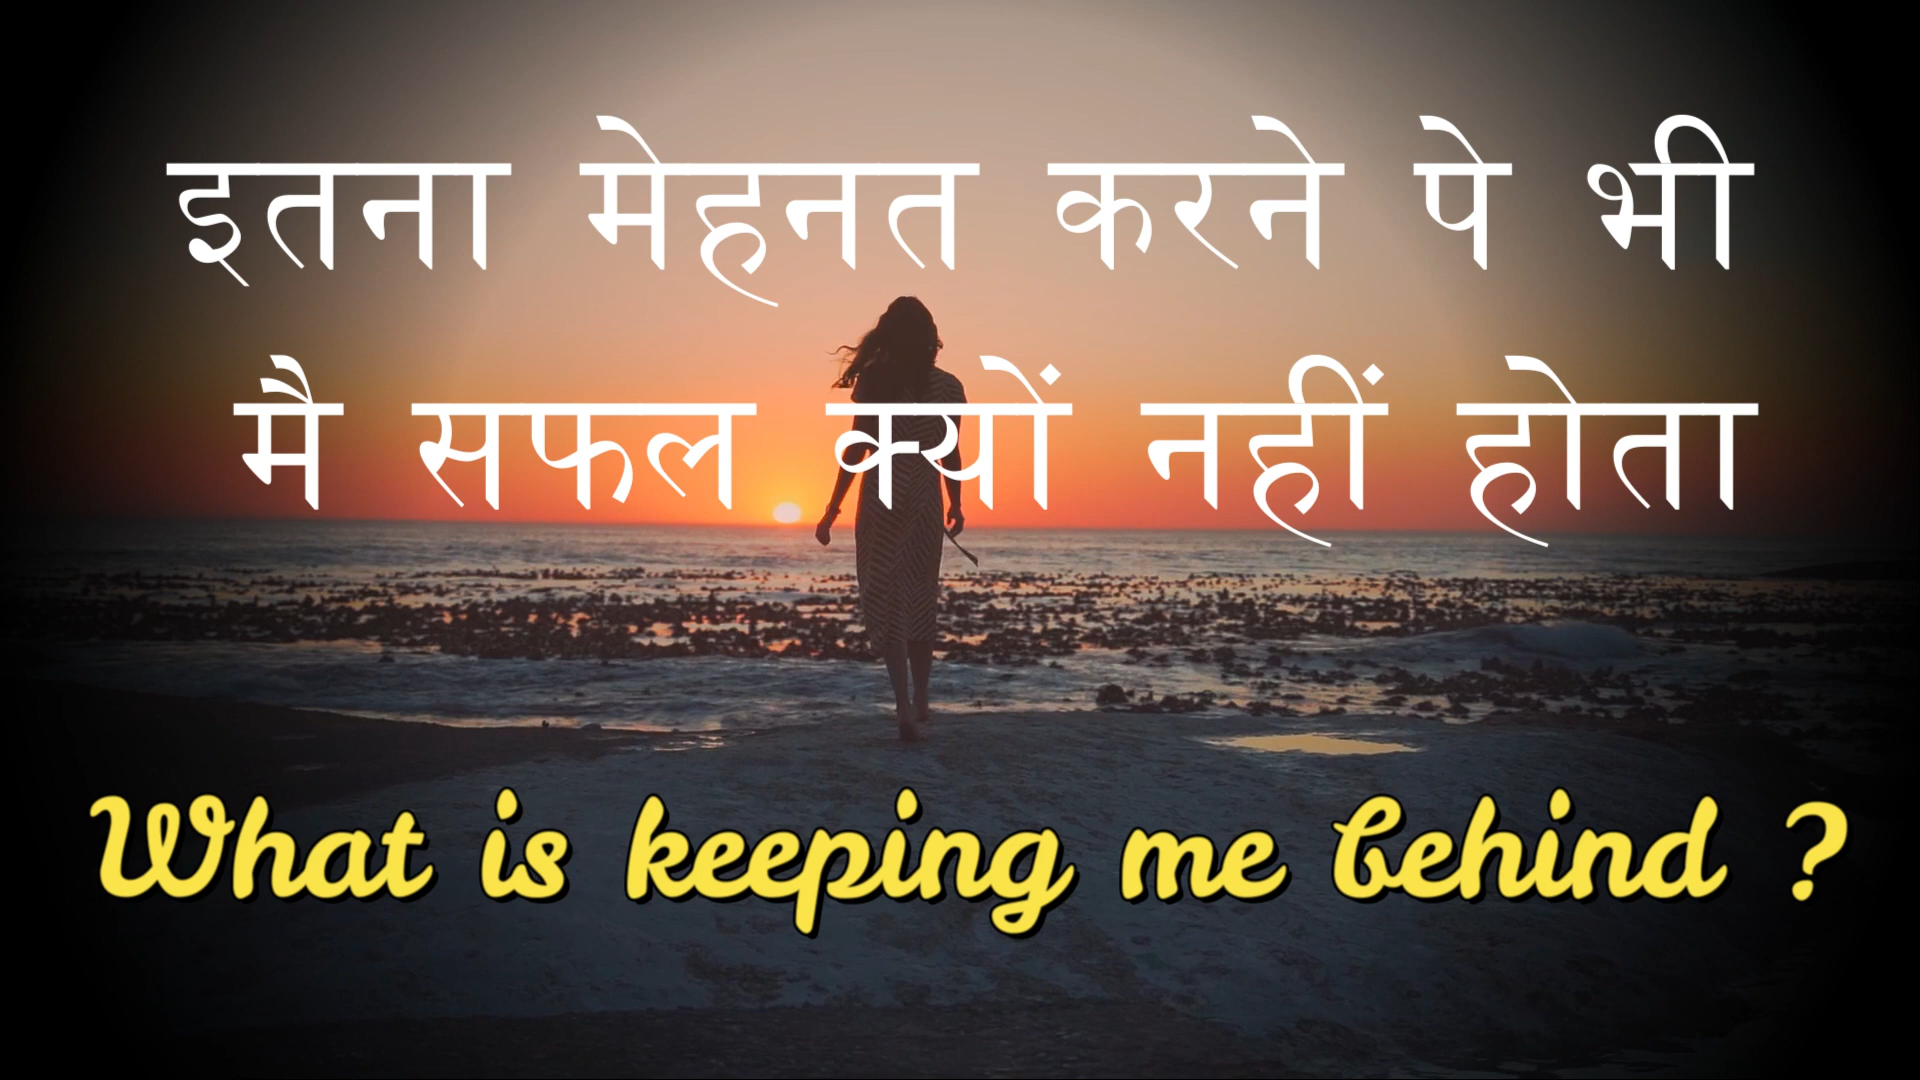 इतना मेहनत करने पे भी
मै सफल क्यों नहीं होता
What is keeping me behind ?